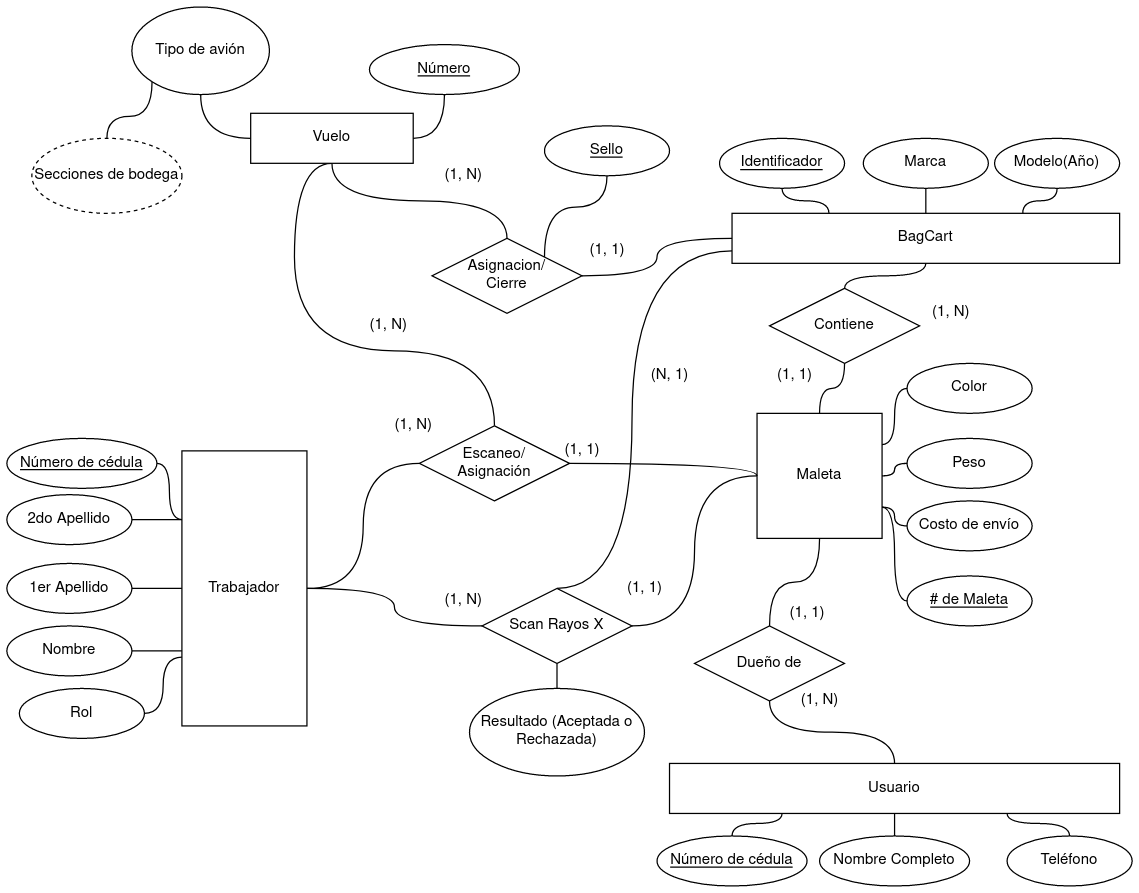 Tipo de avión
Número
Vuelo
Sello
Secciones de bodega
(1, N)
Identificador
Marca
Modelo(Año)
BagCart
(1, 1)
Asignacion/
Cierre
Contiene
(1, N)
(1, N)
(N, 1)
(1, 1)
Color
(1, N)
Escaneo/
Asignación
(1, 1)
Maleta
Peso
Costo de envío
# de Maleta
Número de cédula
2do Apellido
1er Apellido
Nombre
Rol
Trabajador
(1, N)
Scan Rayos X
(1, 1)
(1, 1)
Dueño de
(1, N)
Resultado (Aceptada o
Rechazada)
Usuario
Número de cédula
Nombre Completo
Teléfono